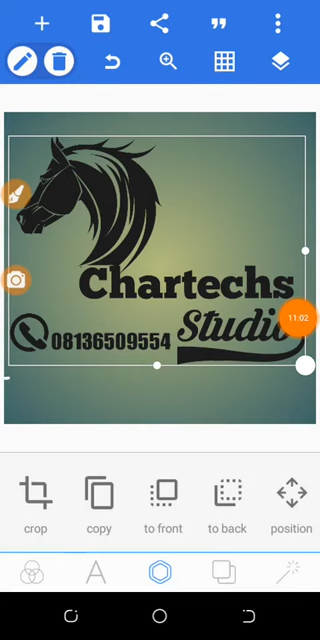 Chartechs
Studio
08136509554
11:02
crop
copy
to front
to back
position